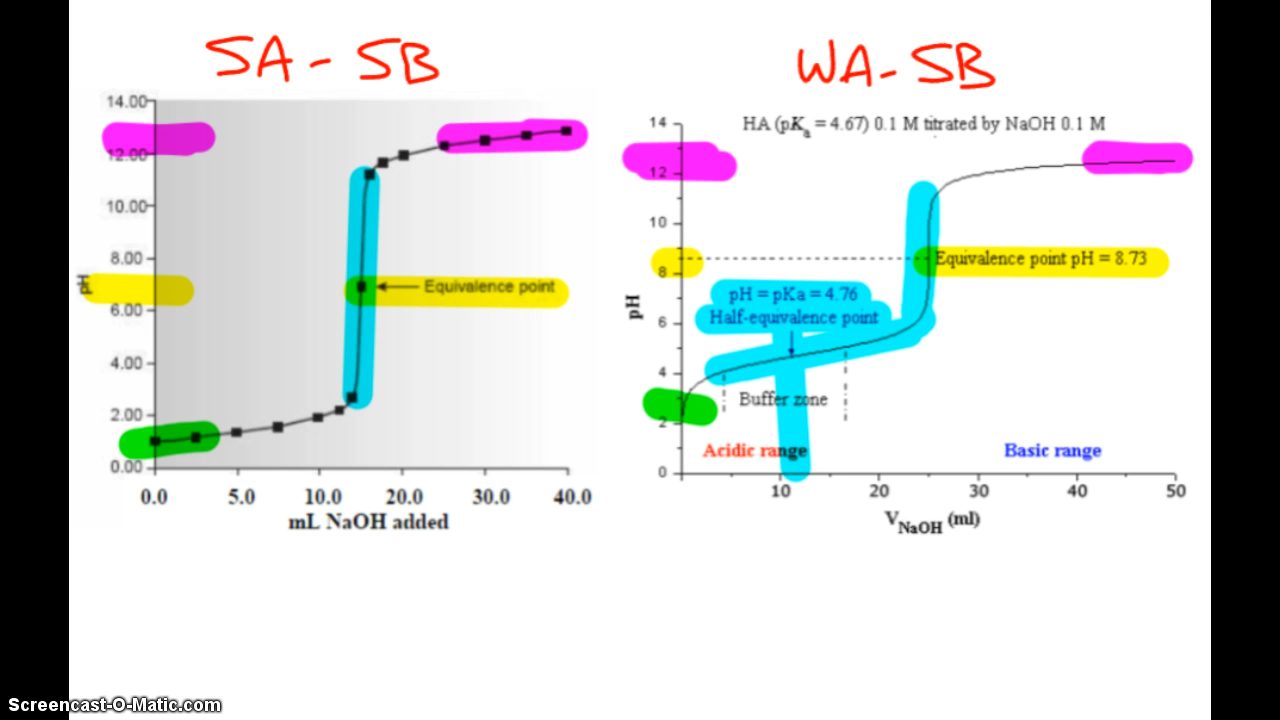 SA - SB
14.00
12.00
10.00
8.00
6.00
4.00
2.00
0.00
pH
Equivalence point
0.0 5.0 10.0 20.0 30.0 40.0
mL NaOH added
WA - SB
HA (pKa = 4.67) 0.1 M titrated by NaOH 0.1 M
14
12
10
8
6
4
2
0
pH
Equivalence point pH = 8.73
pH = pKa = 4.76
Half-equivalence point
Buffer zone
Acidic range
Basic range
10 20 30 40 50
VNaOH (ml)
Screencast-O-Matic.com